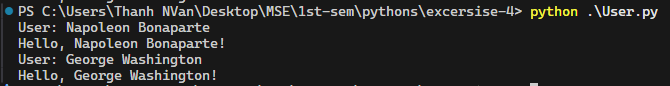 PS C:\Users\Thanh NVan\Desktop\MSE\1st-sem\pythons\excersise-4> python .\User.py
User: Napoleon Bonaparte
Hello, Napoleon Bonaparte!
User: George Washington
Hello, George Washington!